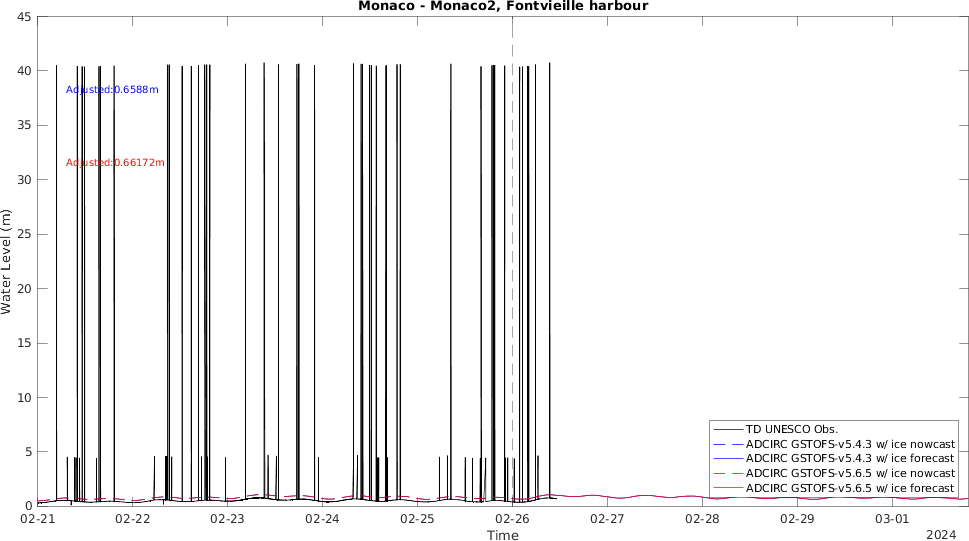 Monaco - Monaco2, Fontvieille harbour
45
40
35
30
25
20
15
10
5
0
Water Level (m)
Adjusted:0.6588m
Adjusted:0.66172m
TD UNESCO Obs.
ADCIRC GSTOFS-v5.4.3 w/ ice nowcast
ADCIRC GSTOFS-v5.4.3 w/ ice forecast
ADCIRC GSTOFS-v5.6.5 w/ ice nowcast
ADCIRC GSTOFS-v5.6.5 w/ ice forecast
02-21 02-22 02-23 02-24 02-25 02-26 02-27 02-28 02-29 03-01
Time
2024